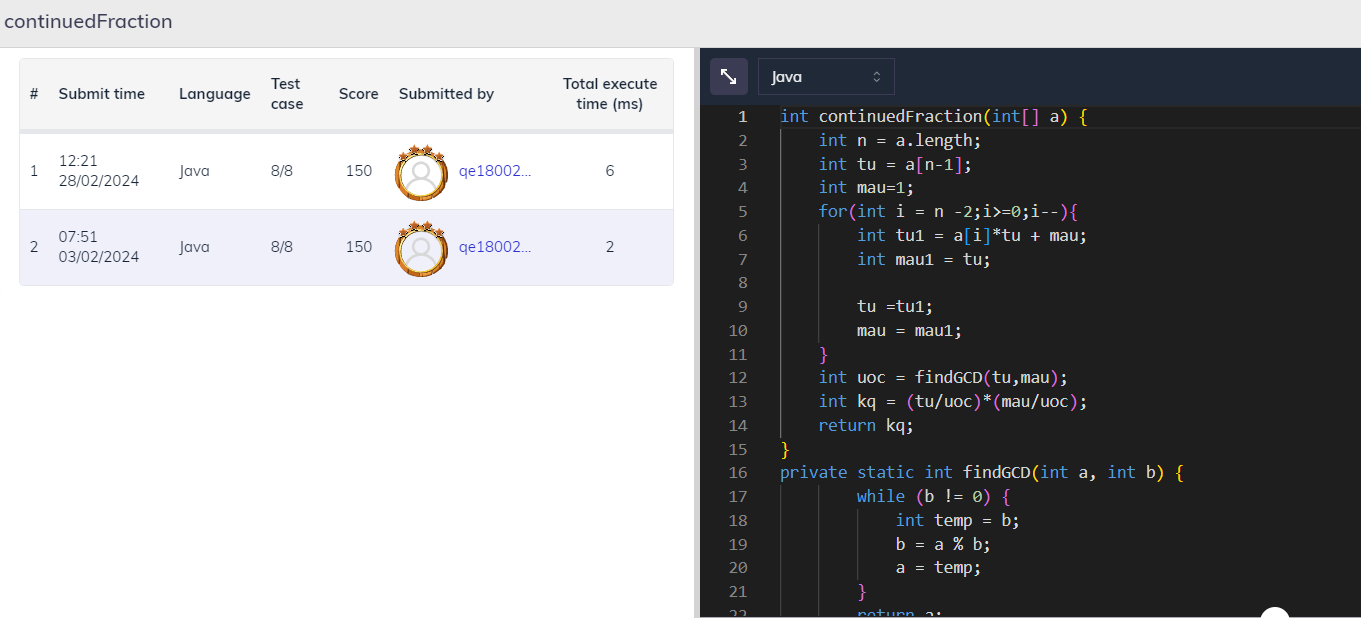 continuedFraction
# Submit time Language Test case Score Submitted by Total execute time (ms)
1 12:21 28/02/2024 Java 8/8 150 qe18002... 6
2 07:51 03/02/2024 Java 8/8 150 qe18002... 2
Java
1 int continuedFraction(int[] a) {
2 int n = a.length;
3 int tu = a[n-1];
4 int mau=1;
5 for(int i = n -2;i>=0;i--){
6 int tu1 = a[i]*tu + mau;
7 int mau1 = tu;
8
9 tu =tu1;
10 mau = mau1;
11 }
12 int uoc = findGCD(tu,mau);
13 int kq = (tu/uoc)*(mau/uoc);
14 return kq;
15 }
16 private static int findGCD(int a, int b) {
17 while (b != 0) {
18 int temp = b;
19 b = a % b;
20 a = temp;
21 }
22 return a;